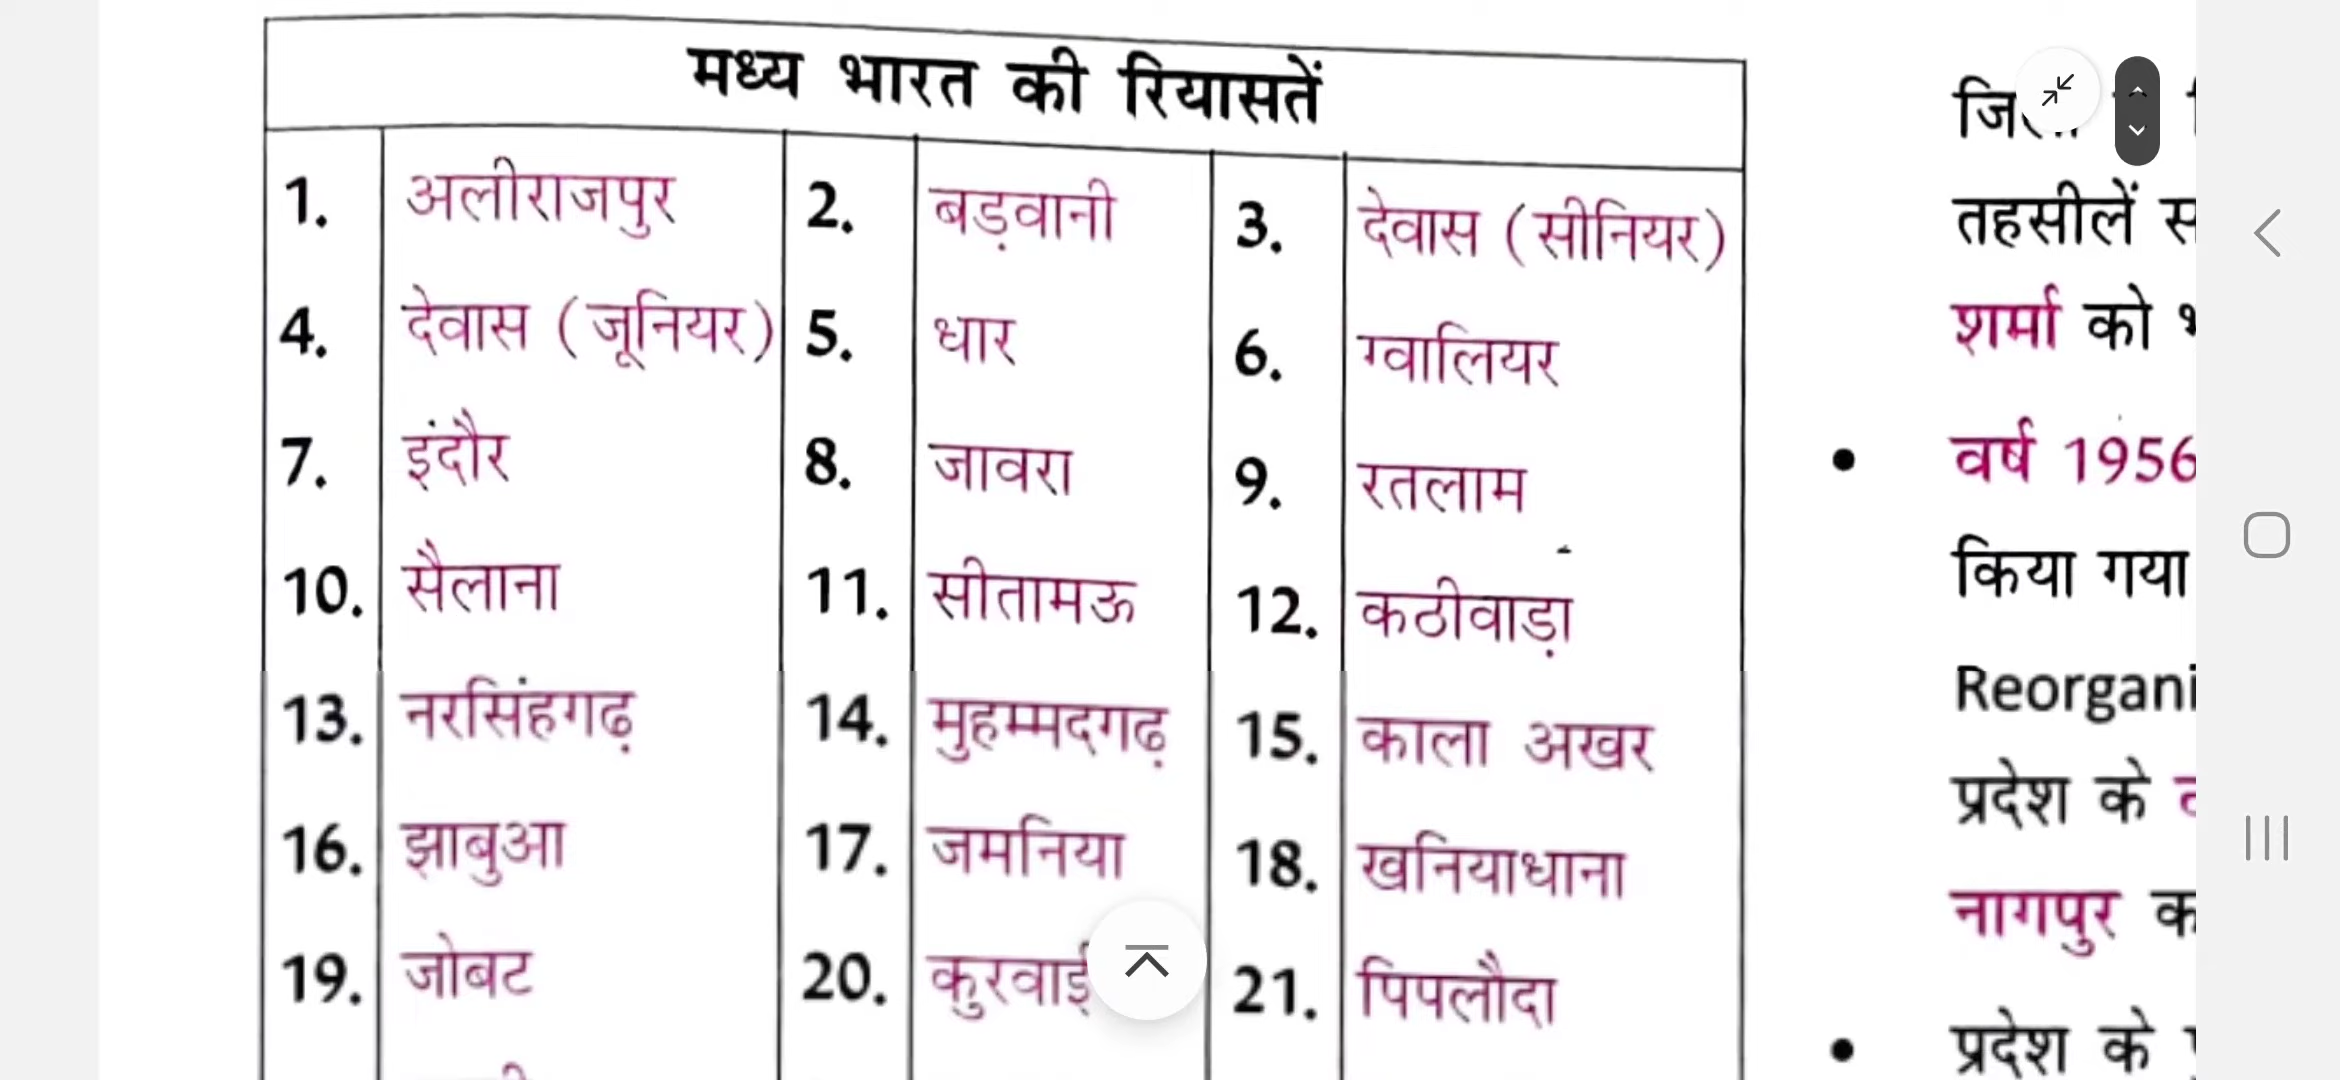 मध्य भारत की रियासतें
1. अलीराजपुर 2. बड़वानी 3. देवास (सीनियर)
4. देवास (जूनियर) 5. धार 6. ग्वालियर
7. इंदौर 8. जावरा 9. रतलाम
10. सैलाना 11. सीतामऊ 12. कठीवाड़ा
13. नरसिंहगढ़ 14. मुहम्मदगढ़ 15. काला अखर
16. झाबुआ 17. जमनिया 18. खनियाधाना
19. जोबट 20. कुरवाई 21. पिपलौदा
तहसीलें
शर्मा को
• वर्ष 1956
किया गया
Reorgani
प्रदेश के
नागपुर
• प्रदेश के